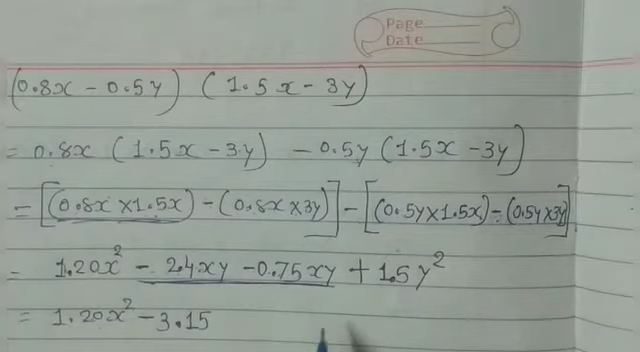 Page
Date
(0.8x - 0.5y) (1.5x - 3y)
= 0.8x (1.5x - 3y) - 0.5y (1.5x - 3y)
= [(0.8x × 1.5x) - (0.8x × 3y)] - [(0.5y × 1.5x) - (0.5y × 3y)]
= 1.20x² - 2.4xy - 0.75xy + 1.5y²
= 1.20x² - 3.15